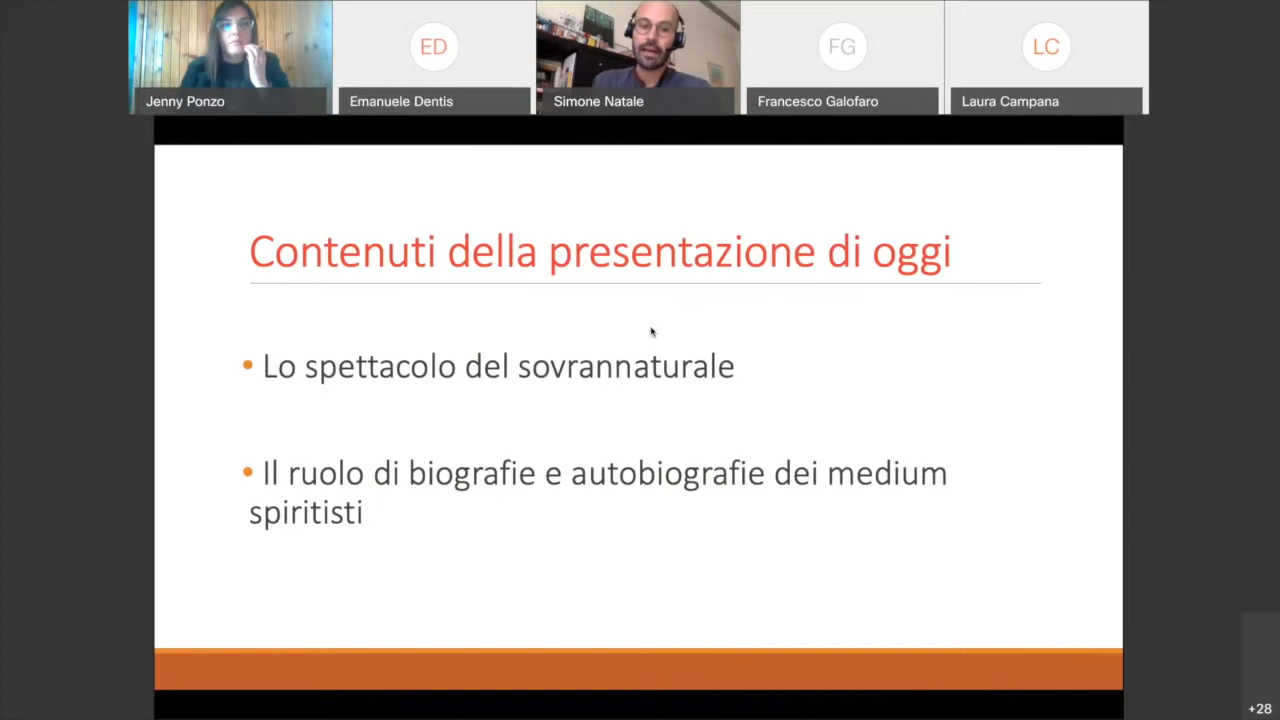 ED
FG
LC
Jenny Ponzo
Emanuele Dentis
Simone Natale
Francesco Galofaro
Laura Campana
Contenuti della presentazione di oggi
• Lo spettacolo del sovrannaturale
• Il ruolo di biografie e autobiografie dei medium
spiritisti
+28